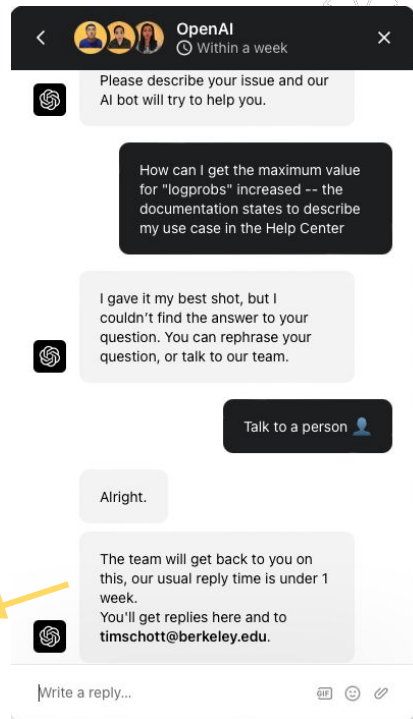 OpenAI
Within a week
Please describe your issue and our
AI bot will try to help you.
How can I get the maximum value
for "logprobs" increased -- the
documentation states to describe
my use case in the Help Center
I gave it my best shot, but I
couldn't find the answer to your
question. You can rephrase your
question, or talk to our team.
Talk to a person 👤
Alright.
The team will get back to you on
this, our usual reply time is under 1
week.
You'll get replies here and to
timschott@berkeley.edu.
Write a reply...
GIF